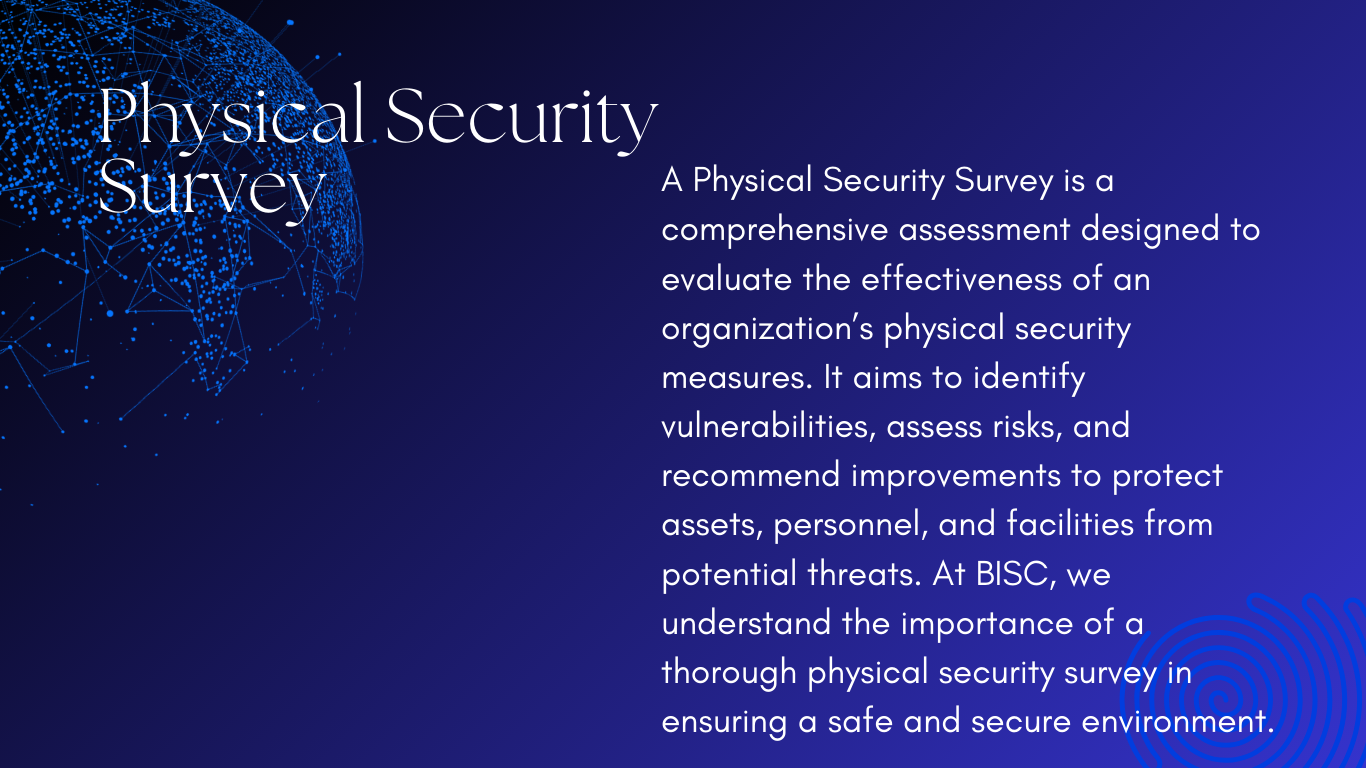 Physical Security
Survey
A Physical Security Survey is a
comprehensive assessment designed to
evaluate the effectiveness of an
organization’s physical security
measures. It aims to identify
vulnerabilities, assess risks, and
recommend improvements to protect
assets, personnel, and facilities from
potential threats. At BISC, we
understand the importance of a
thorough physical security survey in
ensuring a safe and secure environment.